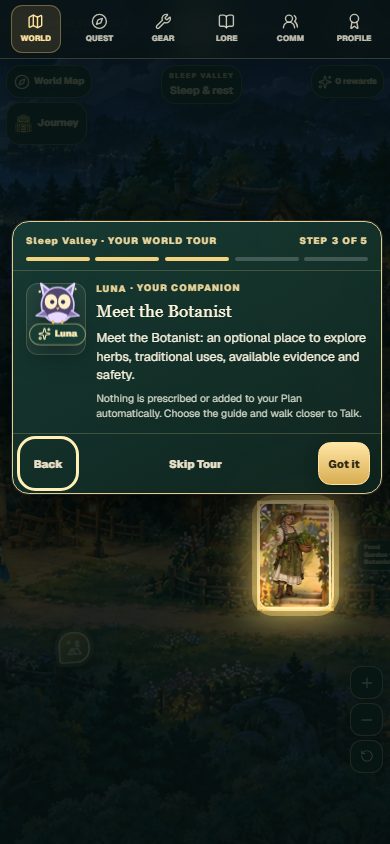 WORLD
QUEST
GEAR
LORE
COMM
PROFILE
World Map
SLEEP VALLEY
Sleep & rest
0 rewards
Journey
Sleep Valley · YOUR WORLD TOUR
STEP 3 OF 5
LUNA · YOUR COMPANION
Meet the Botanist
Luna
Meet the Botanist: an optional place to explore
herbs, traditional uses, available evidence and
safety.
Nothing is prescribed or added to your Plan
automatically. Choose the guide and walk closer to Talk.
Back
Skip Tour
Got it